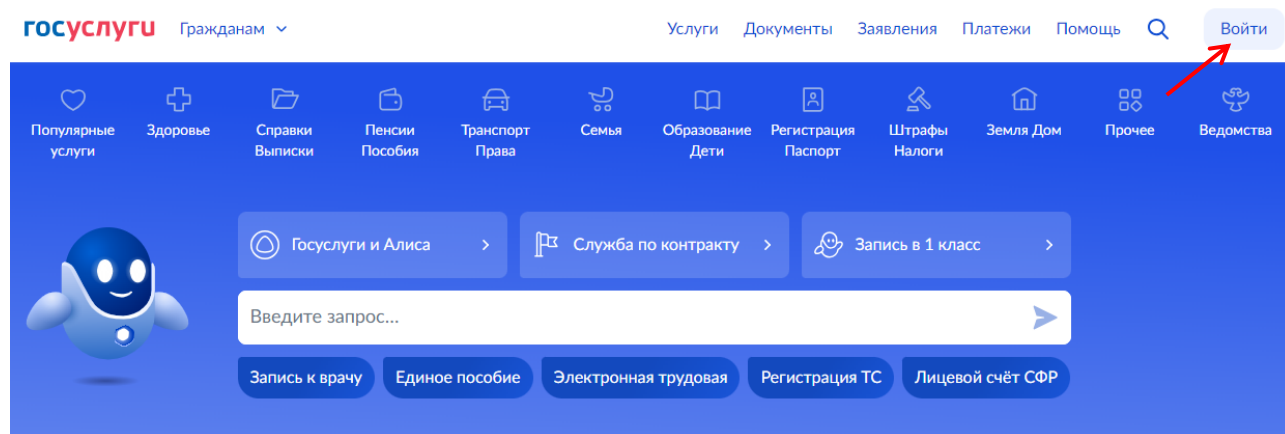 госуслуги Гражданам Услуги Документы Заявления Платежи Помощь Войти
Популярные услуги
Здоровье
Справки Выписки
Пенсии Пособия
Транспорт Права
Семья
Образование Дети
Регистрация Паспорт
Штрафы Налоги
Земля Дом
Прочее
Ведомства
Госуслуги и Алиса
Служба по контракту
Запись в 1 класс
Введите запрос...
Запись к врачу
Единое пособие
Электронная трудовая
Регистрация ТС
Лицевой счёт СФР